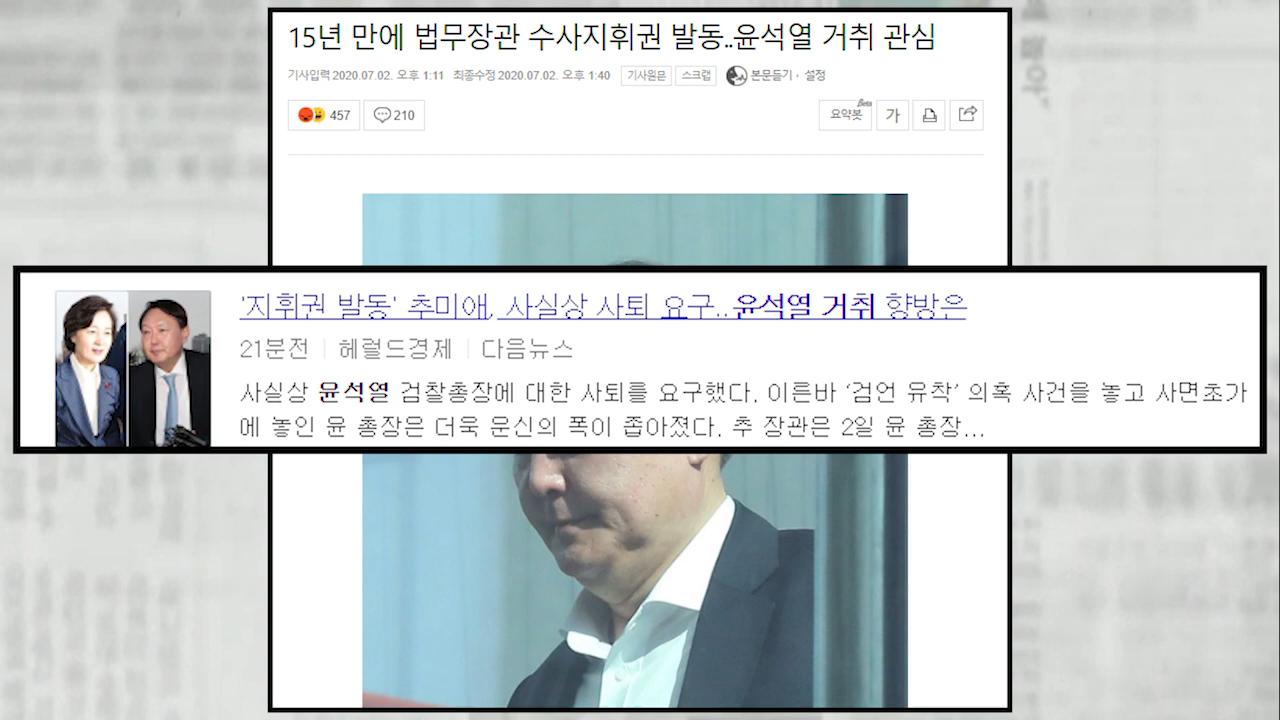 15년 만에 법무장관 수사지휘권 발동..윤석열 거취 관심
기사입력 2020.07.02. 오후 1:11 최종수정 2020.07.02. 오후 1:40 기사원문 스크랩 본문듣기 · 설정
457 210 요약봇 Beta 가
'지휘권 발동' 추미애, 사실상 사퇴 요구..윤석열 거취 향방은
21분전 헤럴드경제 다음뉴스
사실상 윤석열 검찰총장에 대한 사퇴를 요구했다. 이른바 ‘검언 유착’ 의혹 사건을 놓고 사면초가
에 놓인 윤 총장은 더욱 운신의 폭이 좁아졌다. 추 장관은 2일 윤 총장...